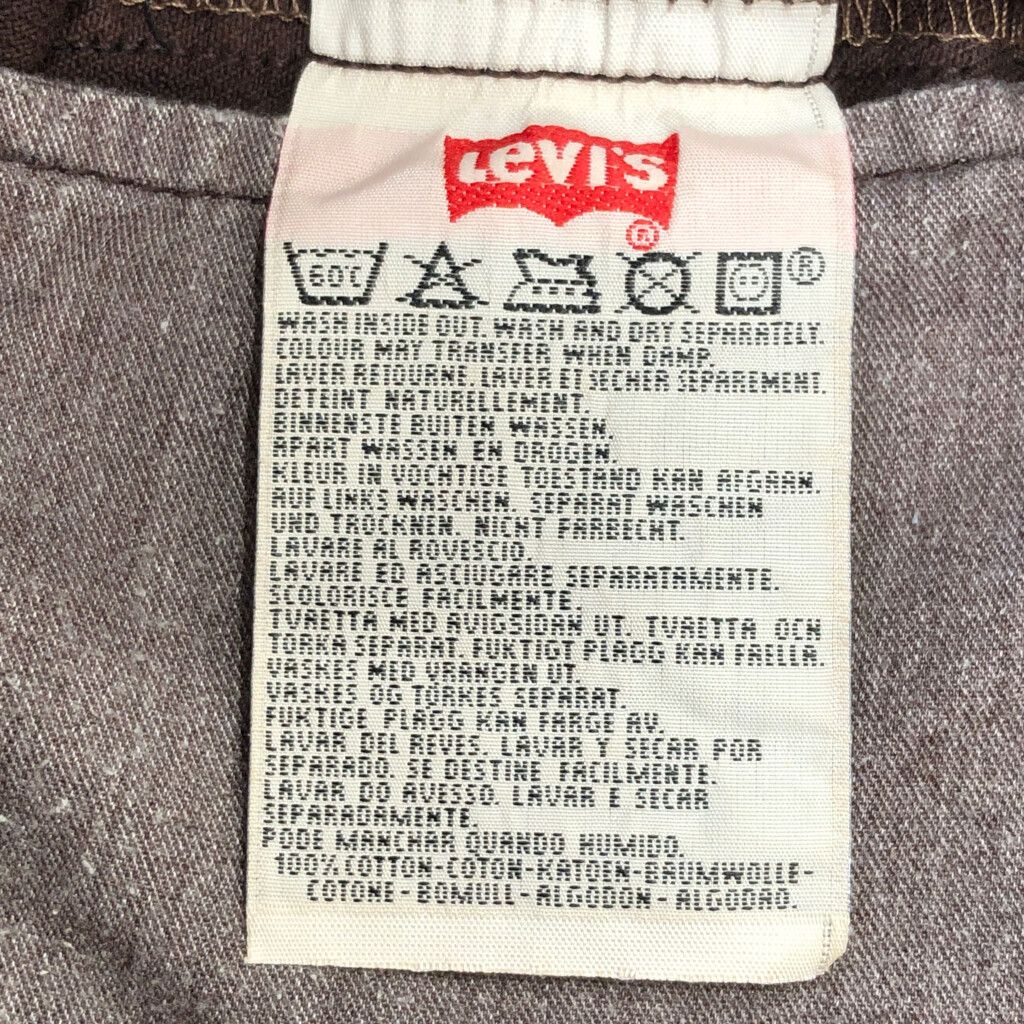 Levi's
®
60C
®
WASH INSIDE OUT. WASH AND DRY SEPARATELY.
COLOUR MAY TRANSFER WHEN DAMP.
LAVER RETOURNE. LAVER ET SECHER SEPAREMENT.
DETEINT NATURELLEMENT.
BINNENSTE BUITEN WASSEN.
APART WASSEN EN DROGEN.
KLEUR IN VOCHTIGE TOESTAND KAN AFGAAN.
AUF LINKS WASCHEN. SEPARAT WASCHEN
UND TROCKNEN. NICHT FARBECHT.
LAVARE AL ROVESCIO.
LAVARE ED ASCIUGARE SEPARATAMENTE.
SCOLORISCE FACILMENTE.
TVAETTA MED AVIGSIDAN UT. TVAETTA OCH
TORKA SEPARAT. FUKTIGT PLAGG KAN FAELLA.
VASKES MED VRANGEN UT.
VASKES OG TORKES SEPARAT.
FUKTIGE PLAGG KAN FARGE AV.
LAVAR DEL REVES. LAVAR Y SECAR POR
SEPARADO. SE DESTINE FACILMENTE.
LAVAR DO AVESSO. LAVAR E SECAR
SEPARADAMENTE.
PODE MANCHAR QUANDO HUMIDO.
100% COTTON-COTON-KATOEN-BAUMWOLLE-
COTONE-BOMULL-ALGODON-ALGODAO.